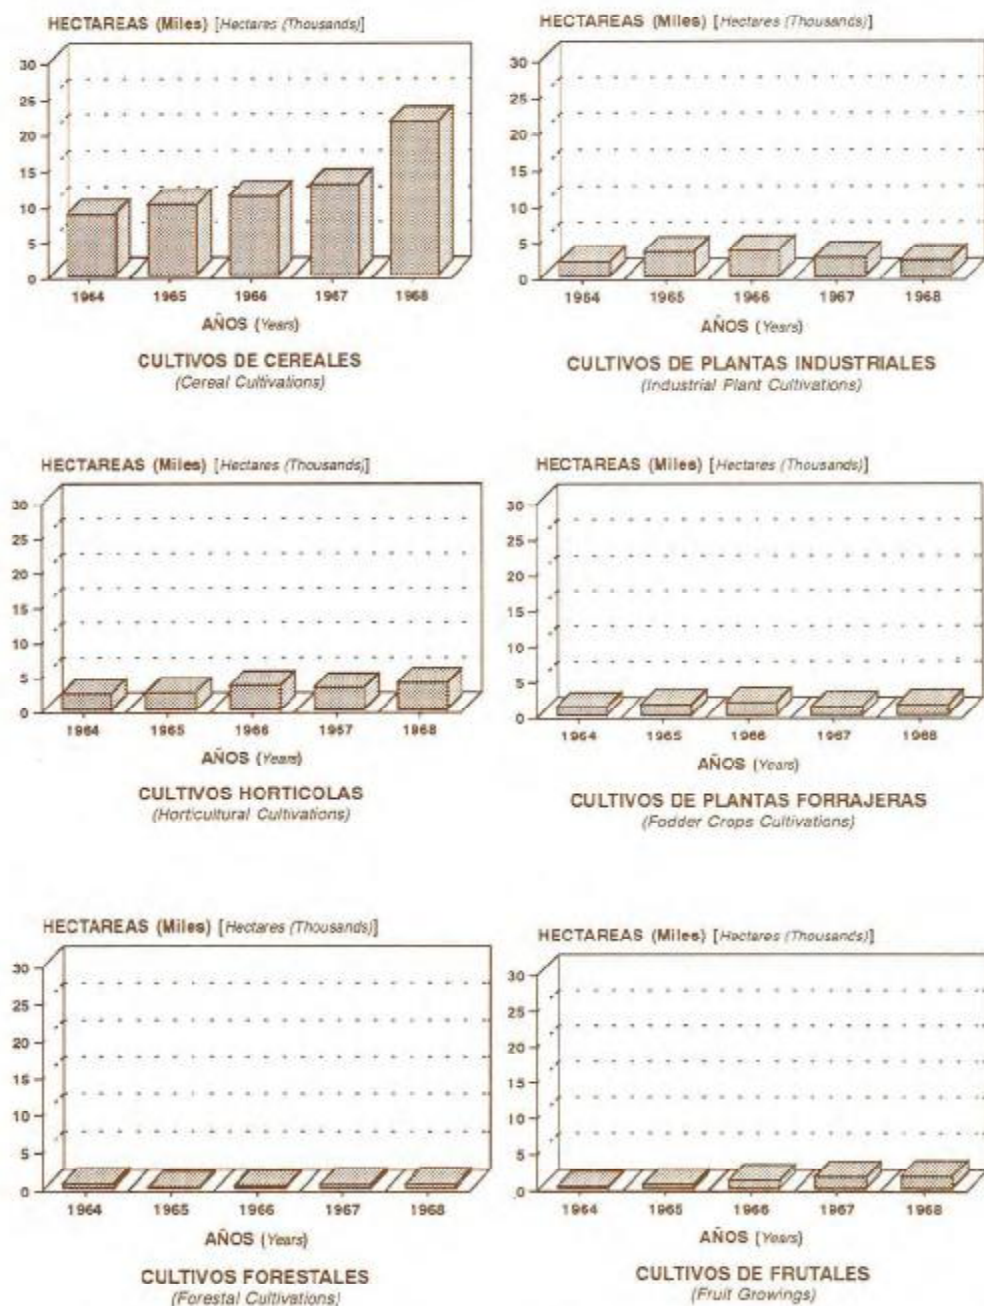 HECTAREAS (Miles) [Hectares (Thousands)]
30
25
20
15
10
5
0
1964 1965 1966 1967 1968
AÑOS (Years)
CULTIVOS DE CEREALES
(Cereal Cultivations)
HECTAREAS (Miles) [Hectares (Thousands)]
30
25
20
15
10
5
0
1964 1965 1966 1967 1968
AÑOS (Years)
CULTIVOS DE PLANTAS INDUSTRIALES
(Industrial Plant Cultivations)
HECTAREAS (Miles) [Hectares (Thousands)]
30
25
20
15
10
5
0
1964 1965 1966 1967 1968
AÑOS (Years)
CULTIVOS HORTICOLAS
(Horticultural Cultivations)
HECTAREAS (Miles) [Hectares (Thousands)]
30
25
20
15
10
5
0
1964 1965 1966 1967 1968
AÑOS (Years)
CULTIVOS DE PLANTAS FORRAJERAS
(Fodder Crops Cultivations)
HECTAREAS (Miles) [Hectares (Thousands)]
30
25
20
15
10
5
0
1964 1965 1966 1967 1968
AÑOS (Years)
CULTIVOS FORESTALES
(Forestal Cultivations)
HECTAREAS (Miles) [Hectares (Thousands)]
30
25
20
15
10
5
0
1964 1965 1966 1967 1968
AÑOS (Years)
CULTIVOS DE FRUTALES
(Fruit Growings)